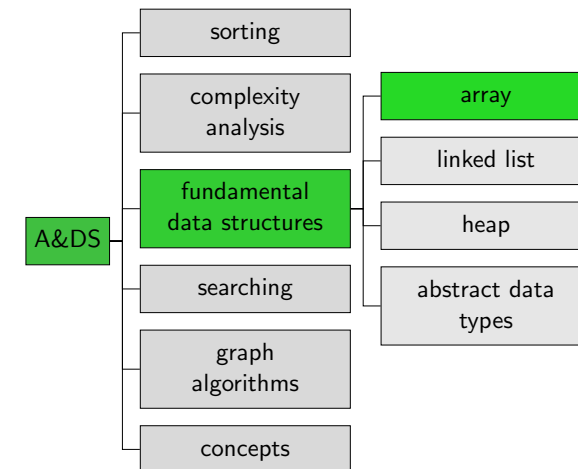 A&DS
sorting
complexity
analysis
fundamental
data structures
array
linked list
heap
abstract data
types
searching
graph
algorithms
concepts